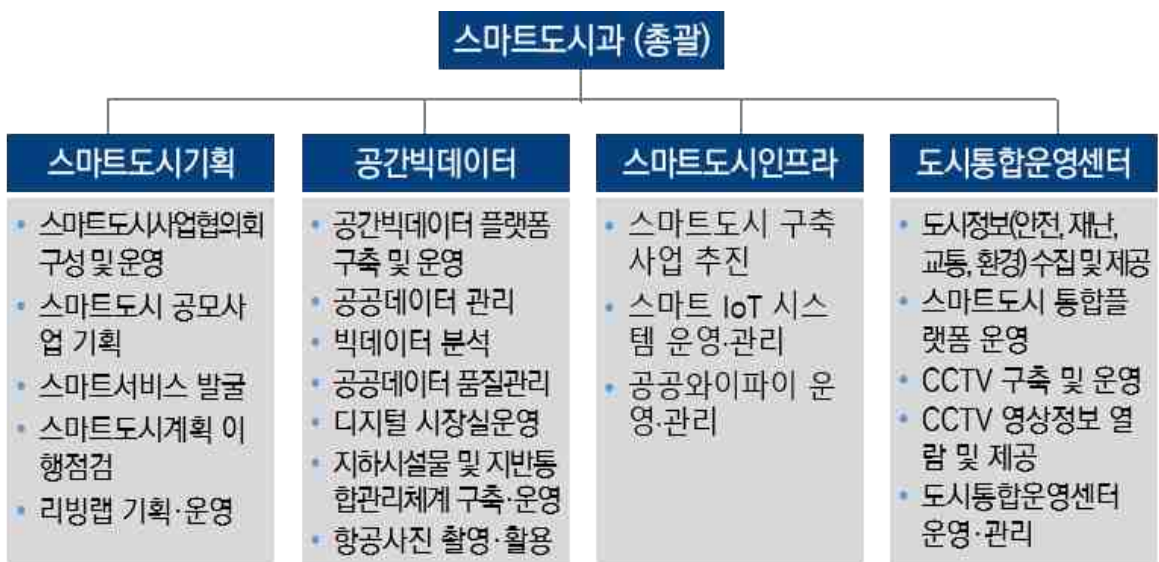 스마트도시과 (총괄)
스마트도시기획
• 스마트도시사업협의회
구성 및 운영
• 스마트도시 공모사
업 기획
• 스마트서비스 발굴
• 스마트도시계획 이
행점검
• 리빙랩 기획·운영
공간빅데이터
• 공간빅데이터 플랫폼
구축 및 운영
• 공공데이터 관리
• 빅데이터 분석
• 공공데이터 품질관리
• 디지털 시장실운영
• 지하시설물 및 지반통
합관리체계 구축·운영
• 항공사진 촬영·활용
스마트도시인프라
• 스마트도시 구축
사업 추진
• 스마트 IoT 시스
템 운영·관리
• 공공와이파이 운
영·관리
도시통합운영센터
• 도시정보(안전, 재난,
교통, 환경) 수집 및 제공
• 스마트도시 통합플
랫폼 운영
• CCTV 구축 및 운영
• CCTV 영상정보 열
람 및 제공
• 도시통합운영센터
운영·관리